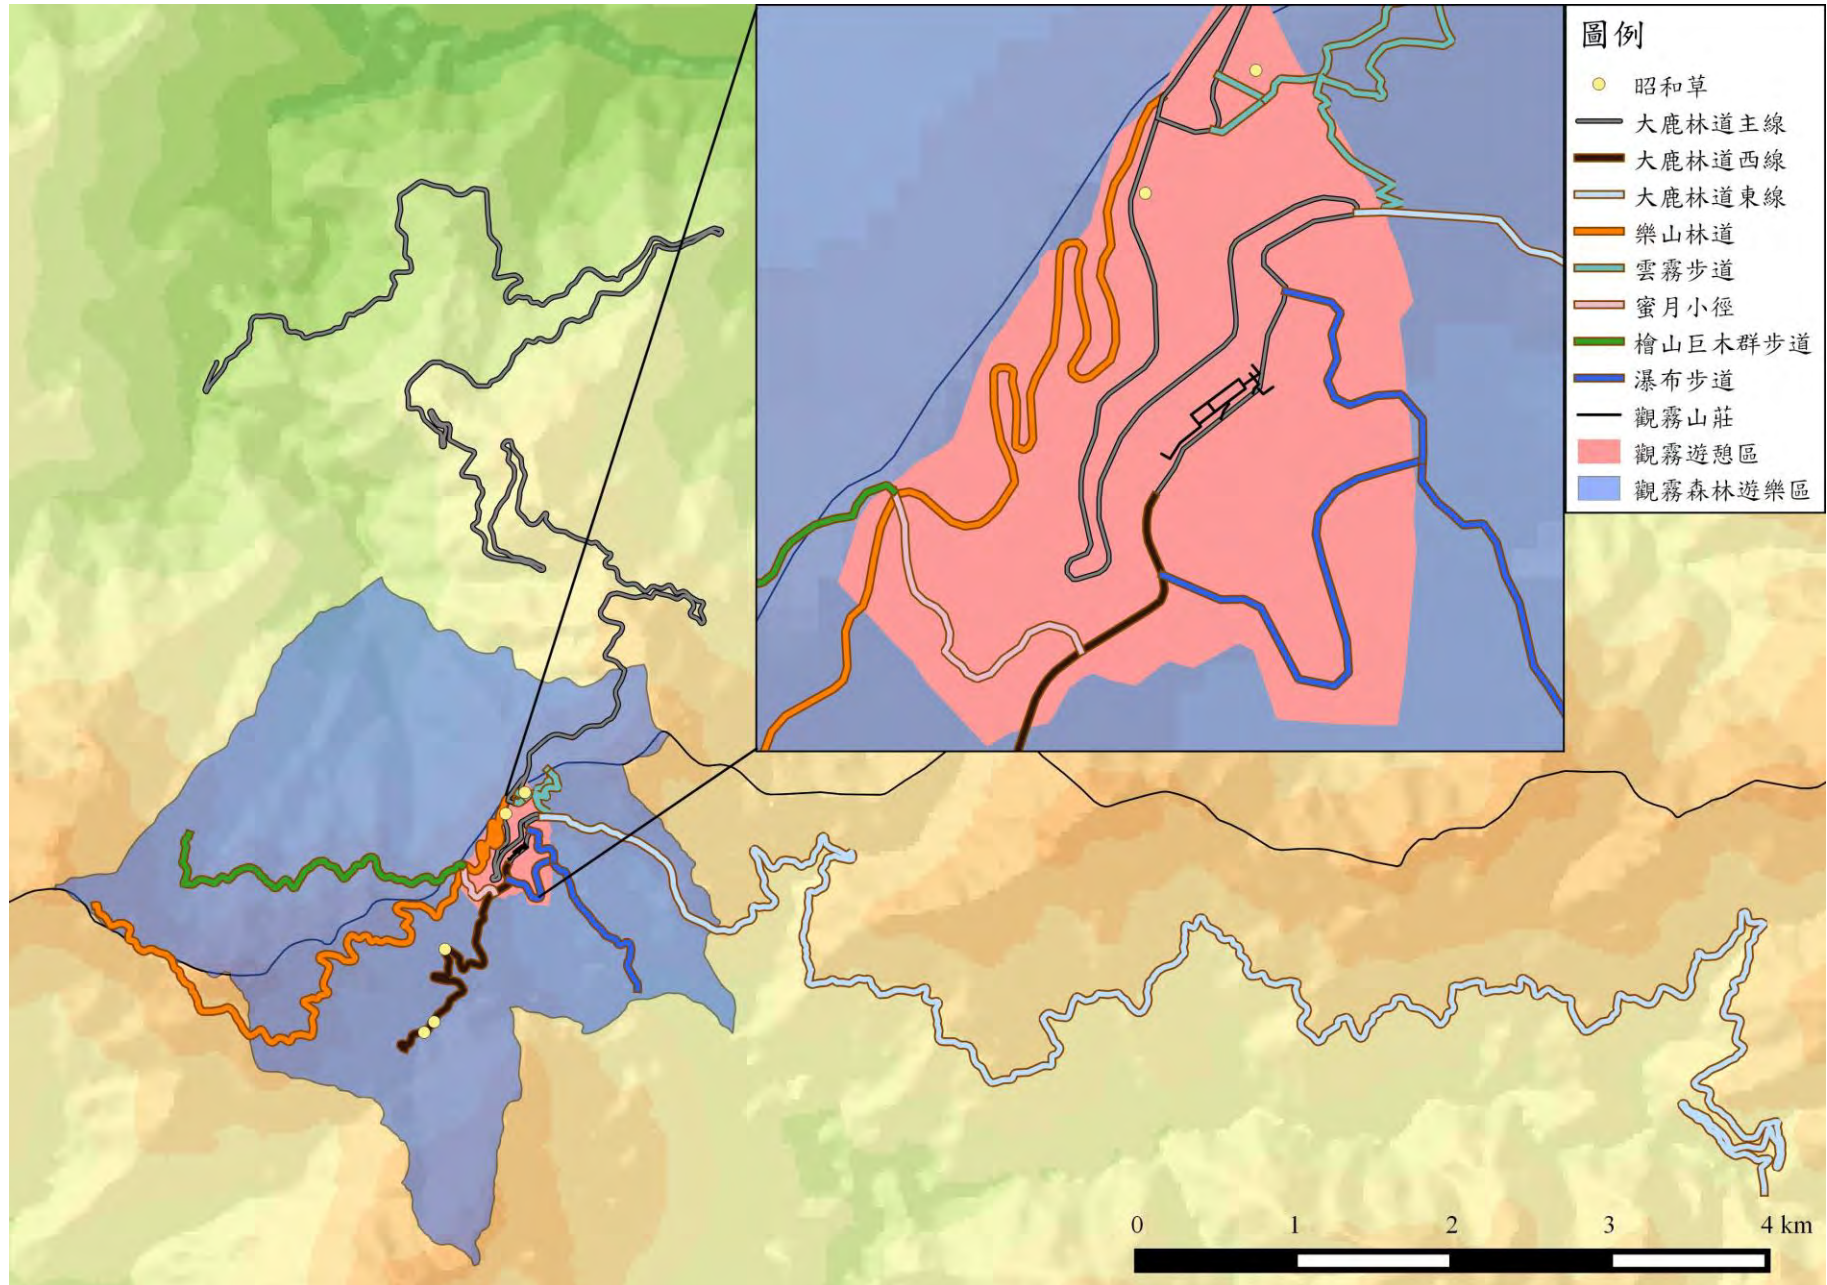 圖例
昭和草
大鹿林道主線
大鹿林道西線
大鹿林道東線
樂山林道
雲霧步道
蜜月小徑
檜山巨木群步道
瀑布步道
觀霧山莊
觀霧遊憩區
觀霧森林遊樂區
0 1 2 3 4 km